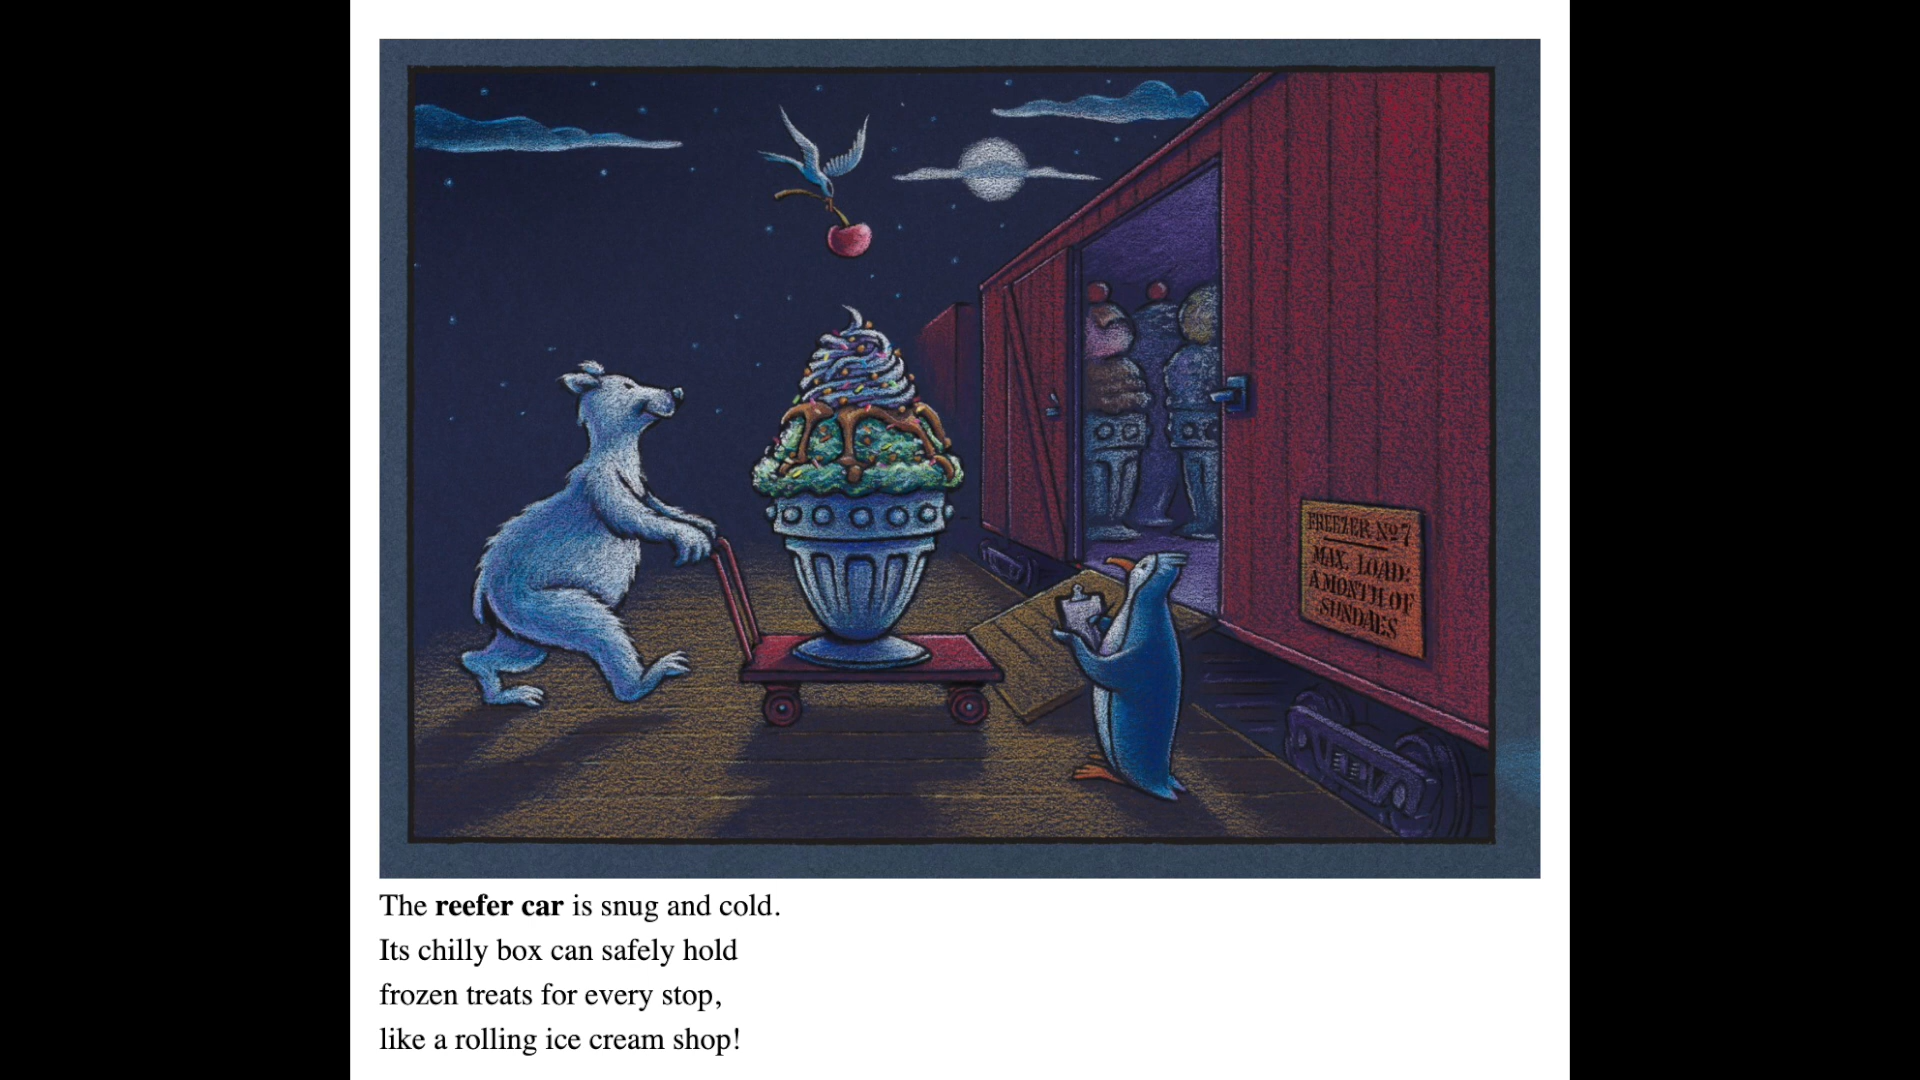 FREEZER Nº 7
MAX. LOAD:
A MONTH OF
SUNDAES
The reefer car is snug and cold.
Its chilly box can safely hold
frozen treats for every stop,
like a rolling ice cream shop!